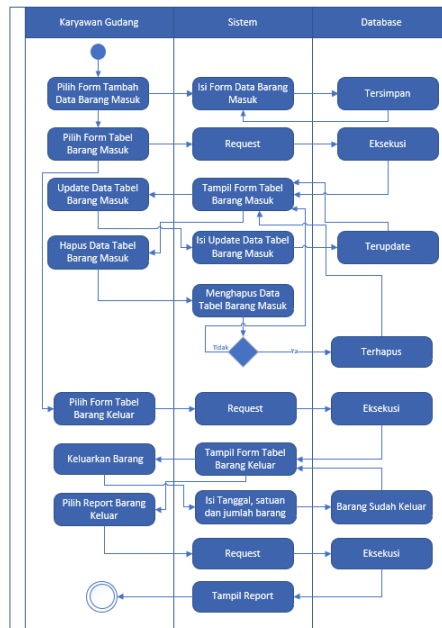 Karyawan Gudang
Sistem
Database
Pilih Form Tambah
Data Barang Masuk
Isi Form Data Barang
Masuk
Tersimpan
Pilih Form Tabel
Barang Masuk
Request
Eksekusi
Update Data Tabel
Barang Masuk
Tampil Form Tabel
Barang Masuk
Hapus Data Tabel
Barang Masuk
Isi Update Data Tabel
Barang Masuk
Terupdate
Menghapus Data
Tabel Barang Masuk
Tidak
Ya
Terhapus
Pilih Form Tabel
Barang Keluar
Request
Eksekusi
Keluarkan Barang
Tampil Form Tabel
Barang Keluar
Pilih Report Barang
Keluar
Isi Tanggal, satuan
dan jumlah barang
Barang Sudah Keluar
Request
Eksekusi
Tampil Report